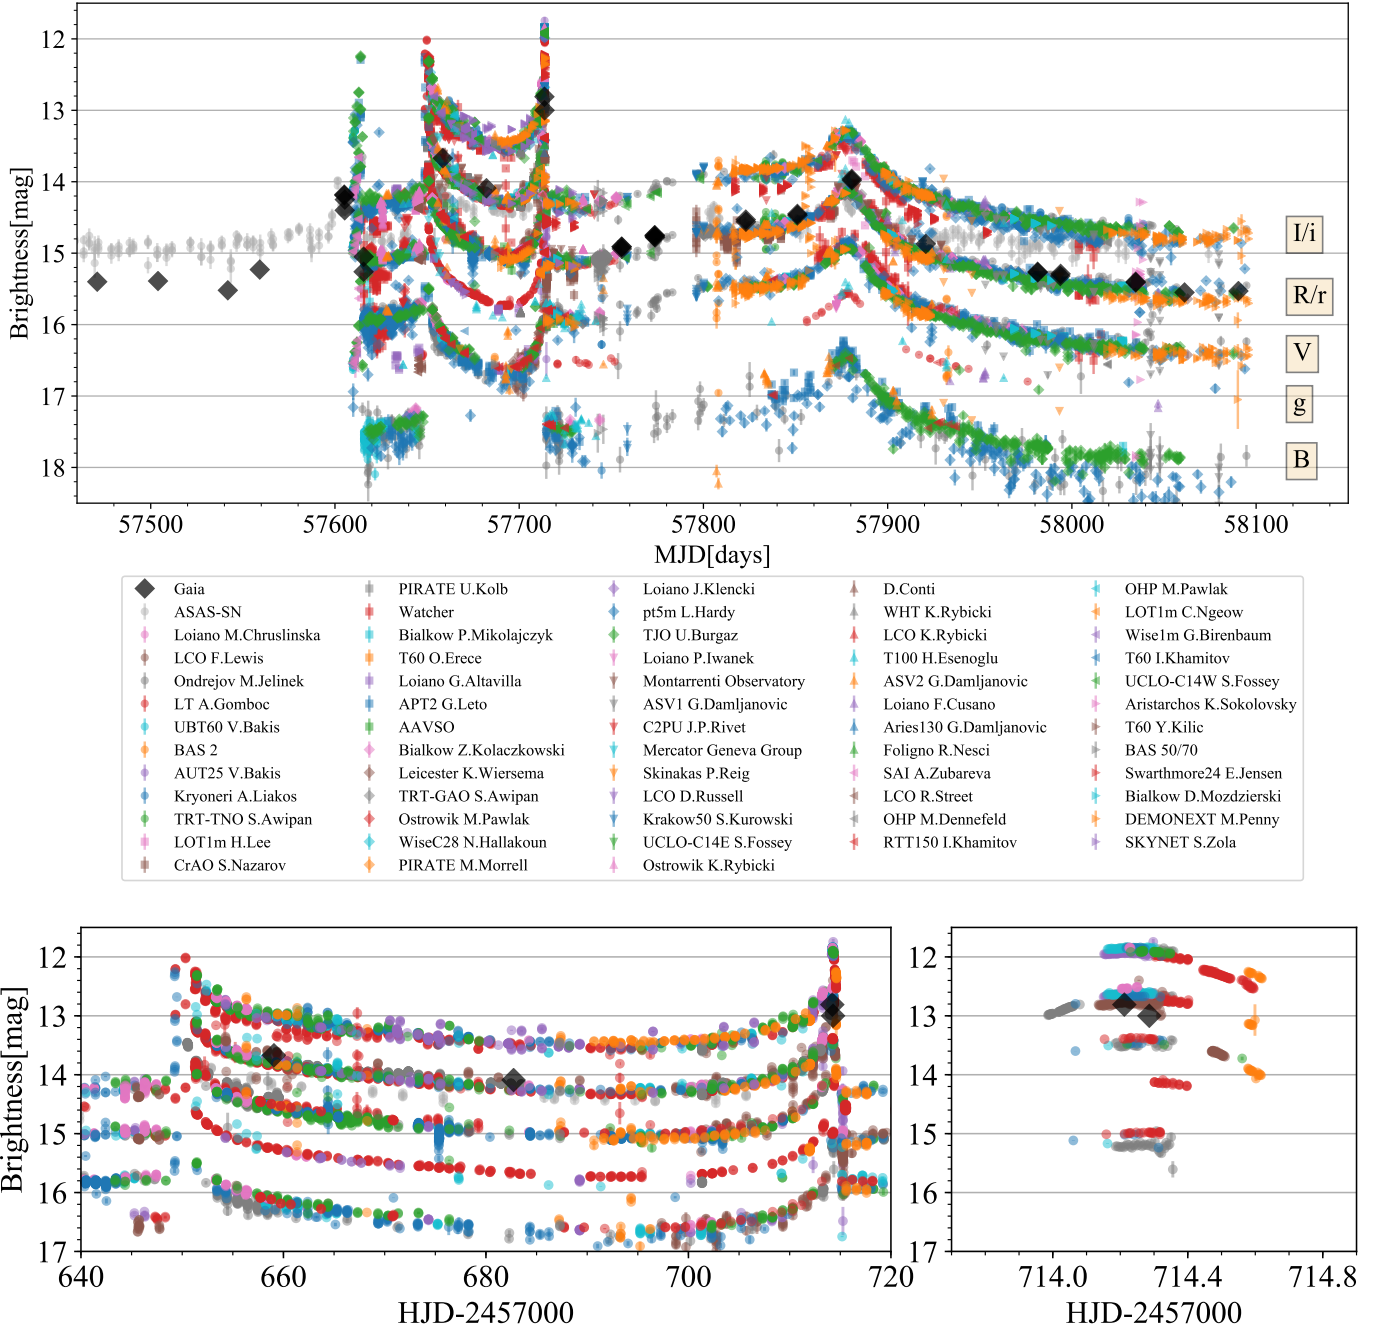 Brightness[mag]
12
13
14
15
16
17
18
I/i
R/r
V
g
B
57500 57600 57700 57800 57900 58000 58100
MJD[days]
Gaia
ASAS-SN
Loiano M.Chruslinska
LCO F.Lewis
Ondrejov M.Jelinek
LT A.Gomboc
UBT60 V.Bakis
BAS 2
AUT25 V.Bakis
Kryoneri A.Liakos
TRT-TNO S.Awipan
LOT1m H.Lee
CrAO S.Nazarov
PIRATE U.Kolb
Watcher
Bialkow P.Mikolajczyk
T60 O.Erece
Loiano G.Altavilla
APT2 G.Leto
AAVSO
Bialkow Z.Kolaczkowski
Leicester K.Wiersema
TRT-GAO S.Awipan
Ostrowik M.Pawlak
WiseC28 N.Hallakoun
PIRATE M.Morrell
Loiano J.Klencki
pt5m L.Hardy
TJO U.Burgaz
Loiano P.Iwanek
Montarrenti Observatory
ASV1 G.Damljanovic
C2PU J.P.Rivet
Mercator Geneva Group
Skinakas P.Reig
LCO D.Russell
Krakow50 S.Kurowski
UCLO-C14E S.Fossey
Ostrowik K.Rybicki
D.Conti
WHT K.Rybicki
LCO K.Rybicki
T100 H.Esenoglu
ASV2 G.Damljanovic
Loiano F.Cusano
Aries130 G.Damljanovic
Foligno R.Nesci
SAI A.Zubareva
LCO R.Street
OHP M.Dennefeld
RTT150 I.Khamitov
OHP M.Pawlak
LOT1m C.Ngeow
Wise1m G.Birenbaum
T60 I.Khamitov
UCLO-C14W S.Fossey
Aristarchos K.Sokolovsky
T60 Y.Kilic
BAS 50/70
Swarthmore24 E.Jensen
Bialkow D.Mozdzierski
DEMONEXT M.Penny
SKYNET S.Zola
Brightness[mag]
12
13
14
15
16
17
640 660 680 700 720
HJD-2457000
12
13
14
15
16
17
714.0 714.4 714.8
HJD-2457000